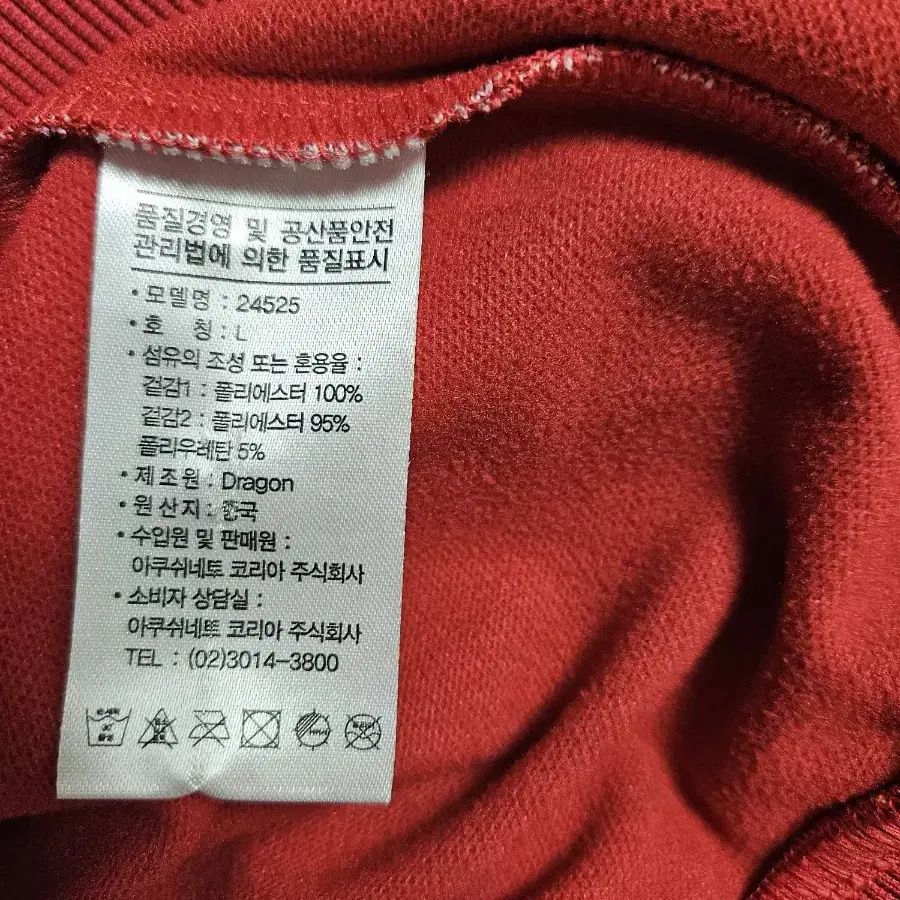 품질경영 및 공산품안전
관리법에 의한 품질표시
· 모델명 : 24525
· 호 칭 : L
· 섬유의 조성 또는 혼용율 :
겉감1 : 폴리에스터 100%
겉감2 : 폴리에스터 95%
폴리우레탄 5%
· 제조원 : Dragon
· 원산지 : 한국
· 수입원 및 판매원 :
아쿠쉬네트 코리아 주식회사
· 소비자 상담실 :
아쿠쉬네트 코리아 주식회사
TEL : (02)3014-3800